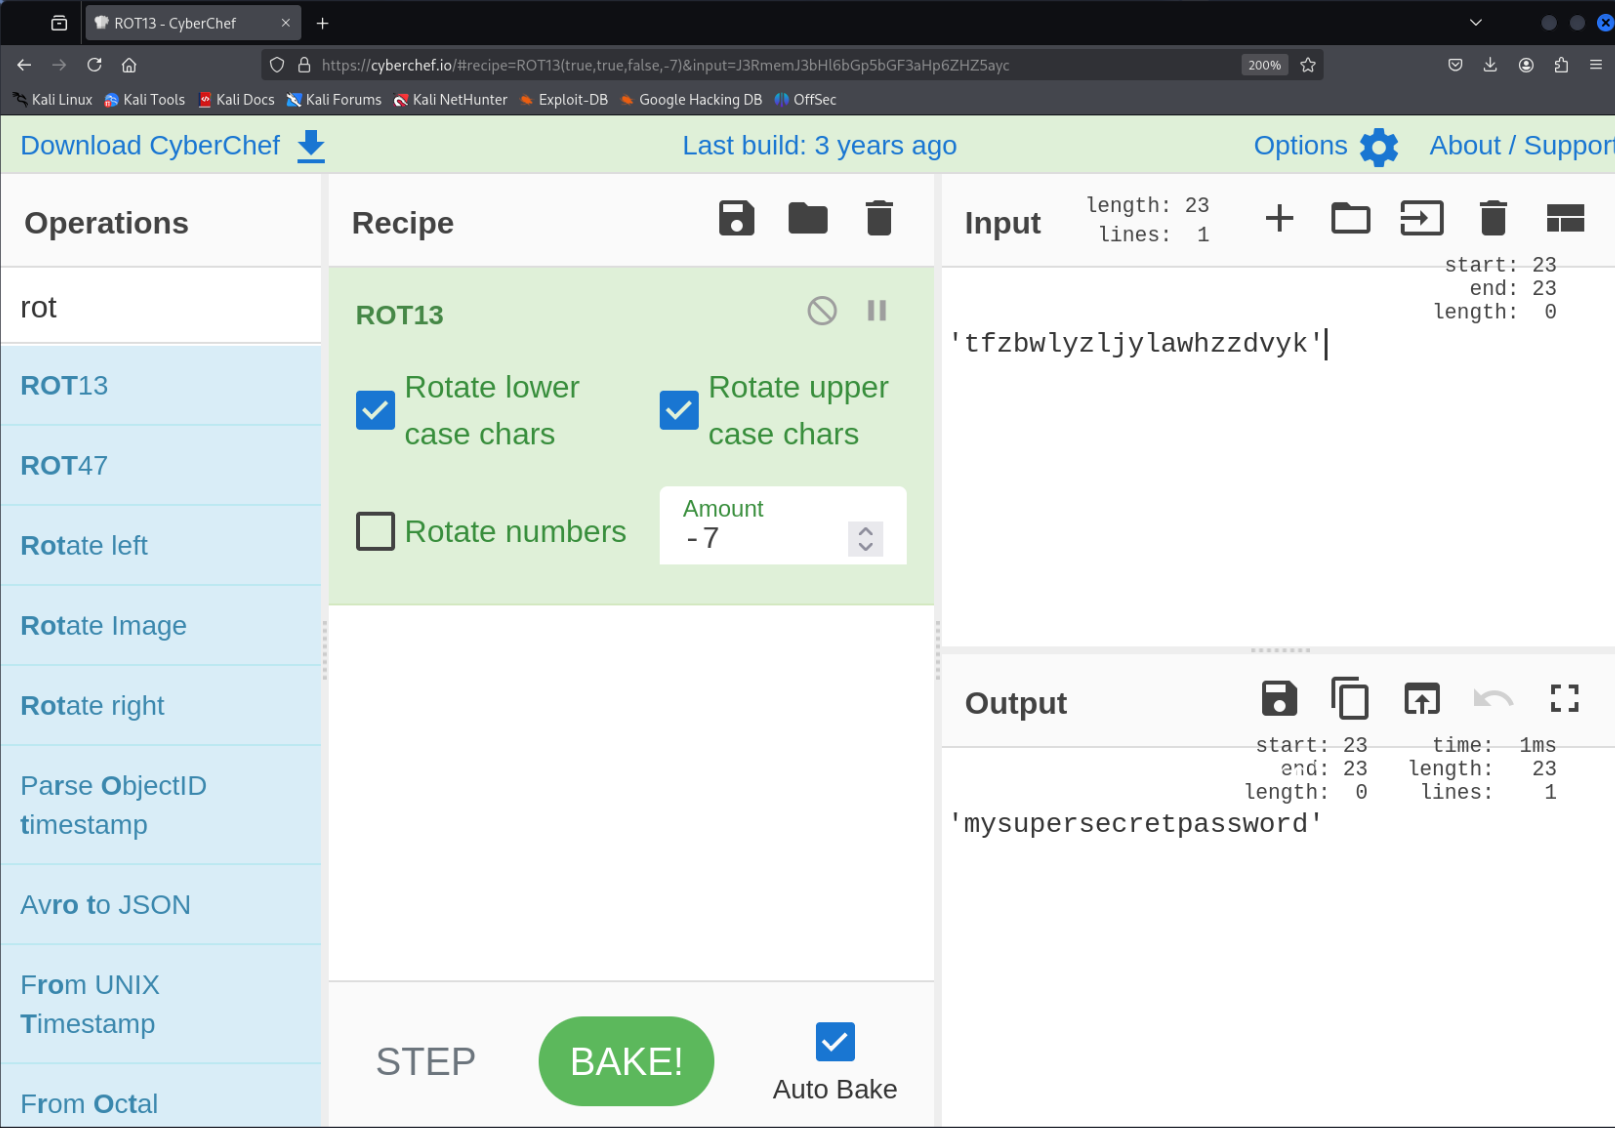 ROT13 - CyberChef
https://cyberchef.io/#recipe=ROT13(true,true,false,-7)&input=J3RmemJ3bHl6bGp5bGF3aHp6ZHZ5ayc
200%
Kali Linux Kali Tools Kali Docs Kali Forums Kali NetHunter Exploit-DB Google Hacking DB OffSec
Download CyberChef
Last build: 3 years ago
Options
About / Support
Operations
rot
ROT13
ROT47
Rotate left
Rotate Image
Rotate right
Parse ObjectID
timestamp
Avro to JSON
From UNIX
Timestamp
From Octal
Recipe
ROT13
Rotate lower
case chars
Rotate upper
case chars
Rotate numbers
Amount
-7
STEP
BAKE!
Auto Bake
Input
length: 23
lines: 1
start: 23
end: 23
length: 0
'tfzbwlyzljylawhzzdvyk'
Output
start: 23
end: 23
length: 0
time: 1ms
length: 23
lines: 1
'mysupersecretpassword'